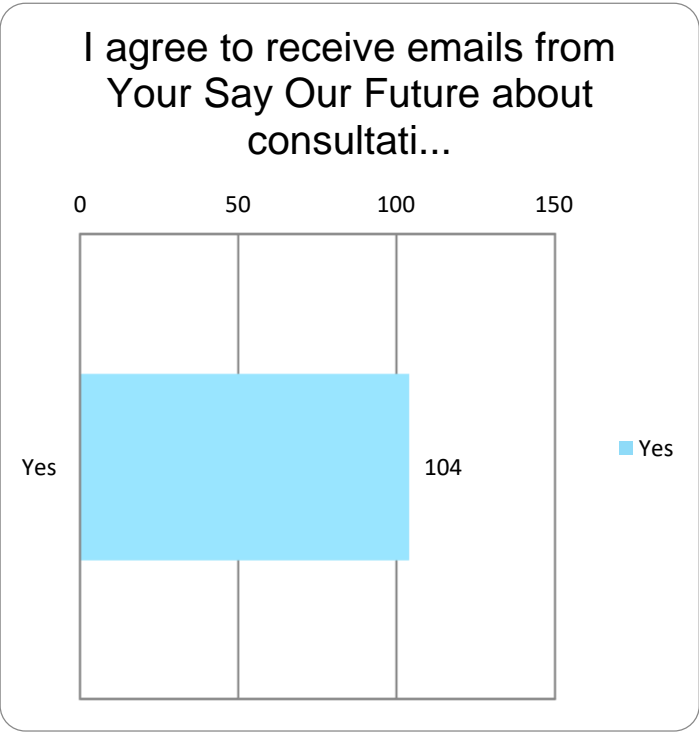 I agree to receive emails from
Your Say Our Future about
consultati...
0 50 100 150
Yes
104
Yes